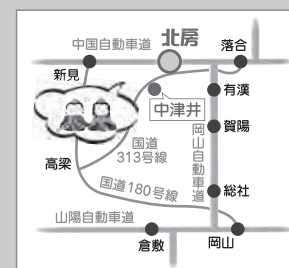 中国自動車道
北房
落合
新見
有漢
中津井
賀陽
国道
313号線
岡山自動車道
高梁
国道180号線
総社
山陽自動車道
倉敷
岡山